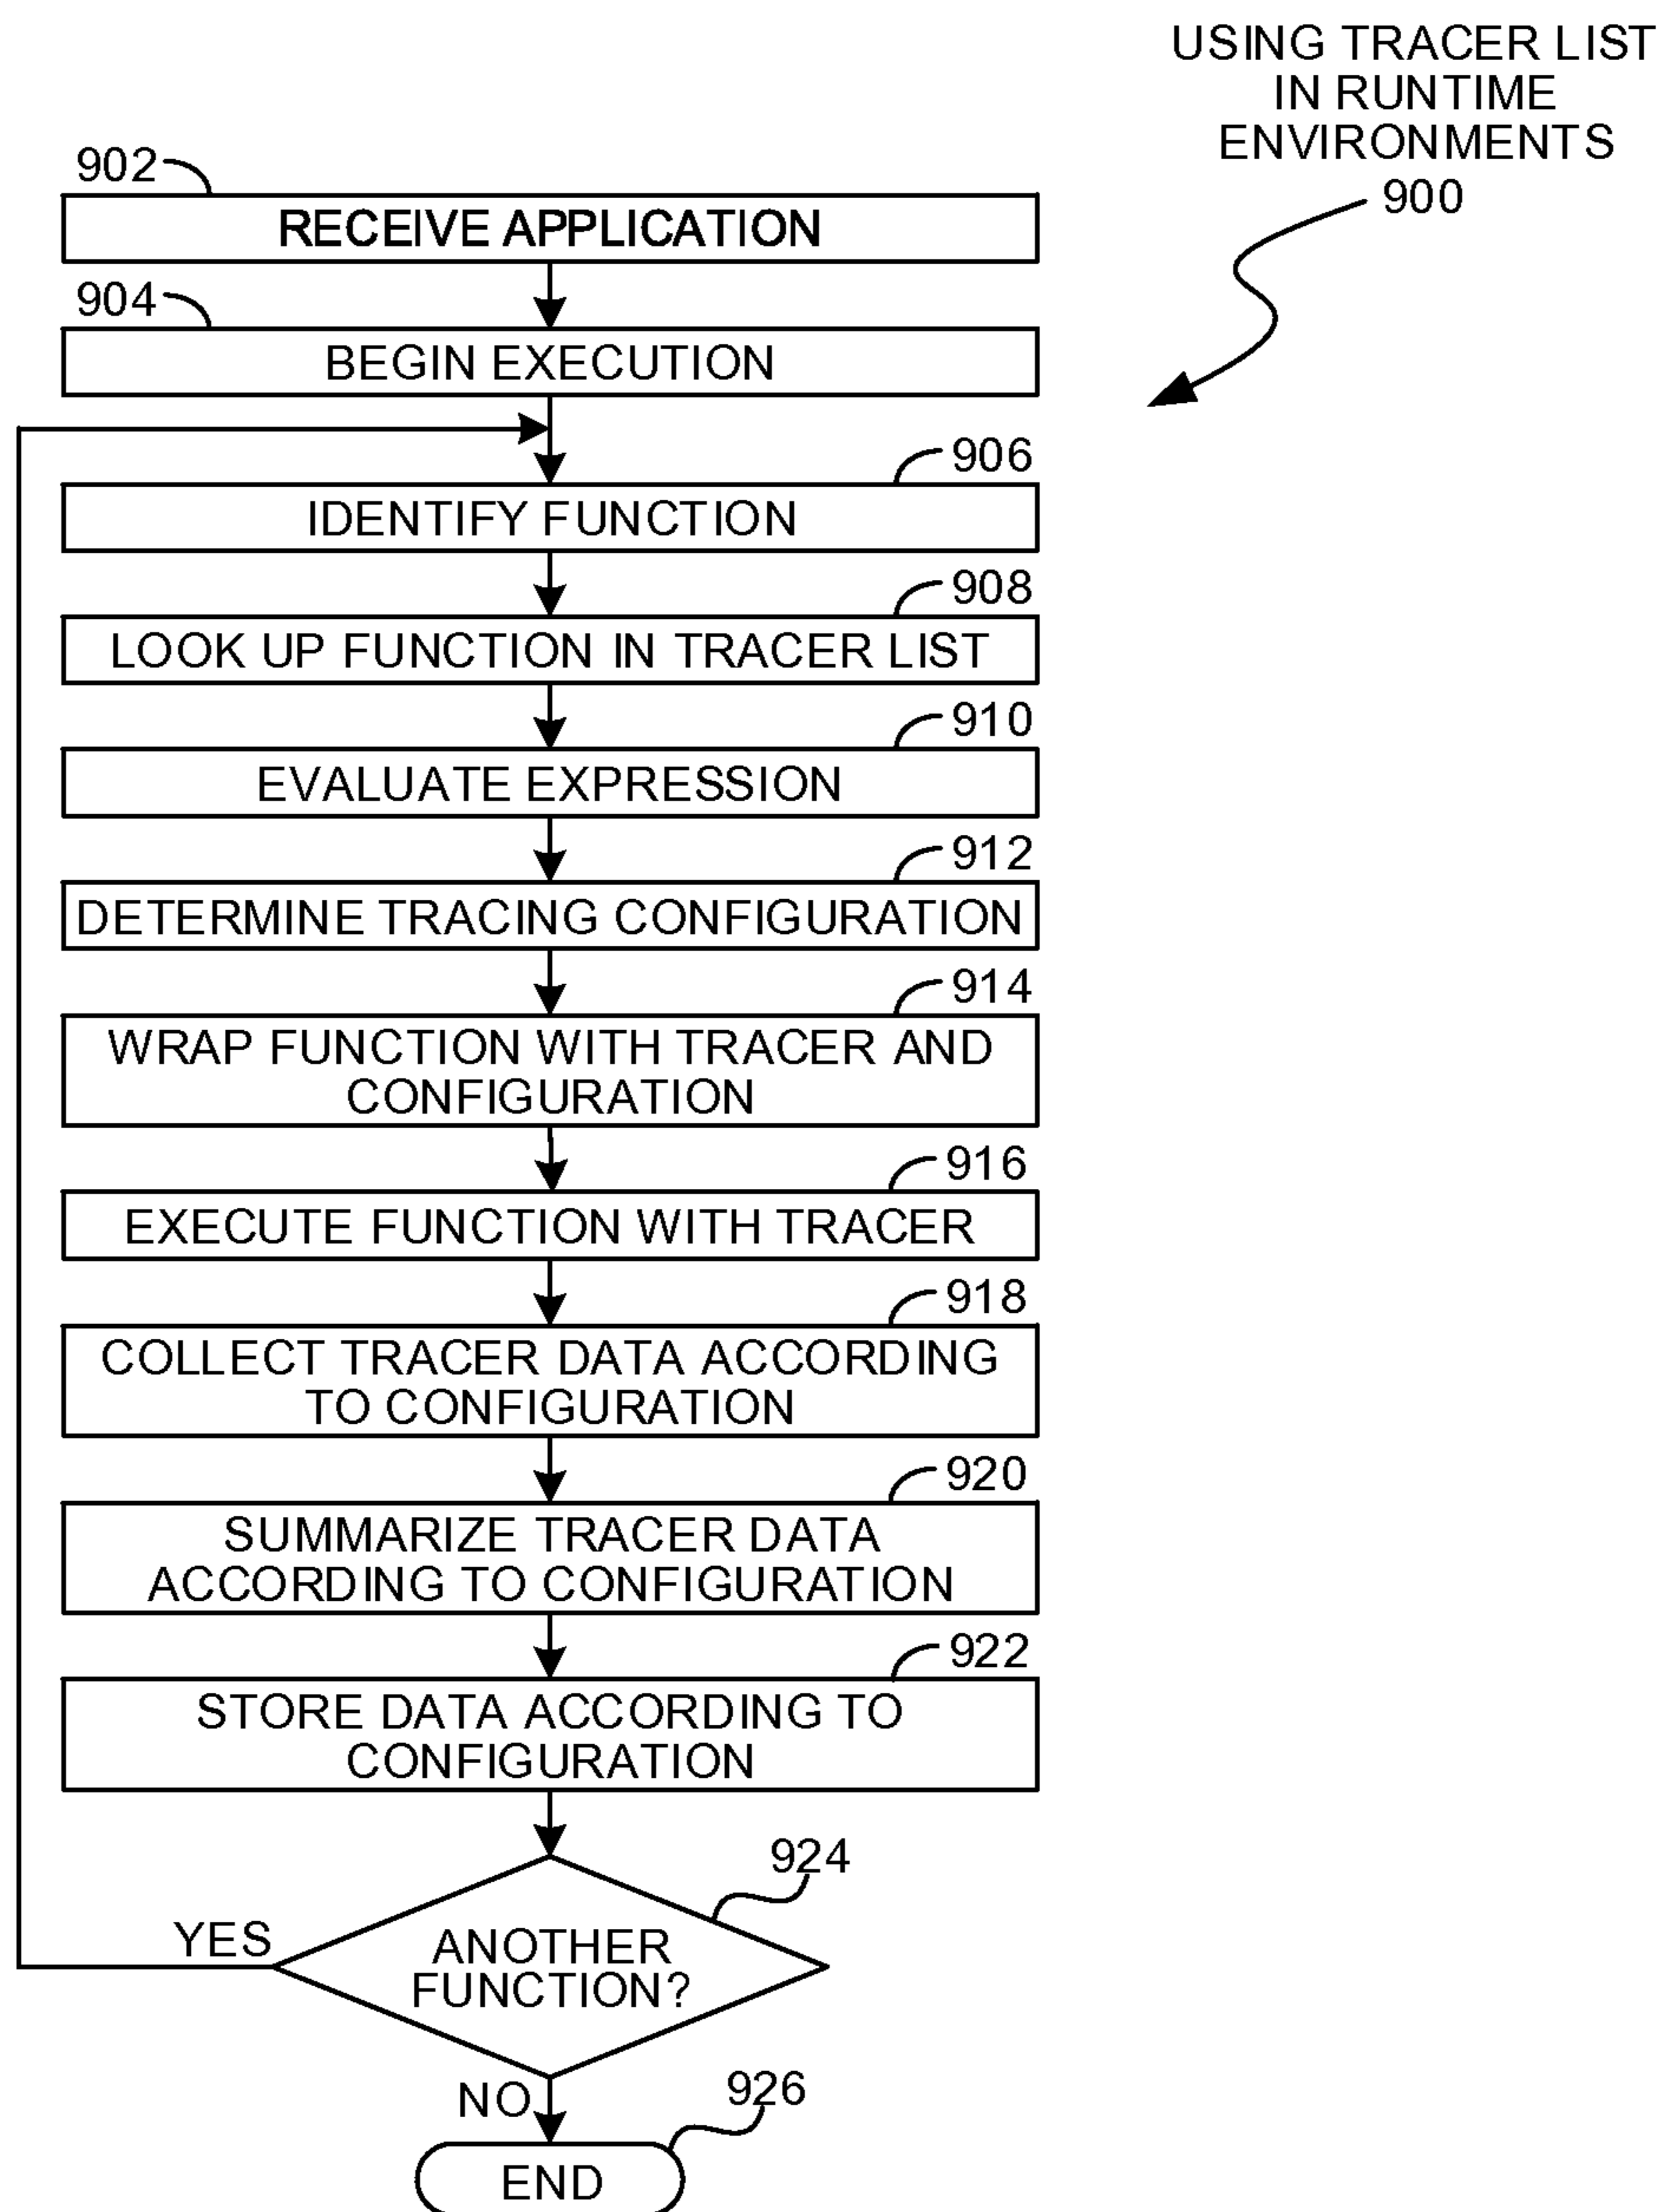 USING TRACER LIST
IN RUNTIME
ENVIRONMENTS
900
902
RECEIVE APPLICATION
904
BEGIN EXECUTION
906
IDENTIFY FUNCTION
908
LOOK UP FUNCTION IN TRACER LIST
910
EVALUATE EXPRESSION
912
DETERMINE TRACING CONFIGURATION
914
WRAP FUNCTION WITH TRACER AND
CONFIGURATION
916
EXECUTE FUNCTION WITH TRACER
918
COLLECT TRACER DATA ACCORDING
TO CONFIGURATION
920
SUMMARIZE TRACER DATA
ACCORDING TO CONFIGURATION
922
STORE DATA ACCORDING TO
CONFIGURATION
924
YES
ANOTHER
FUNCTION?
NO
926
END